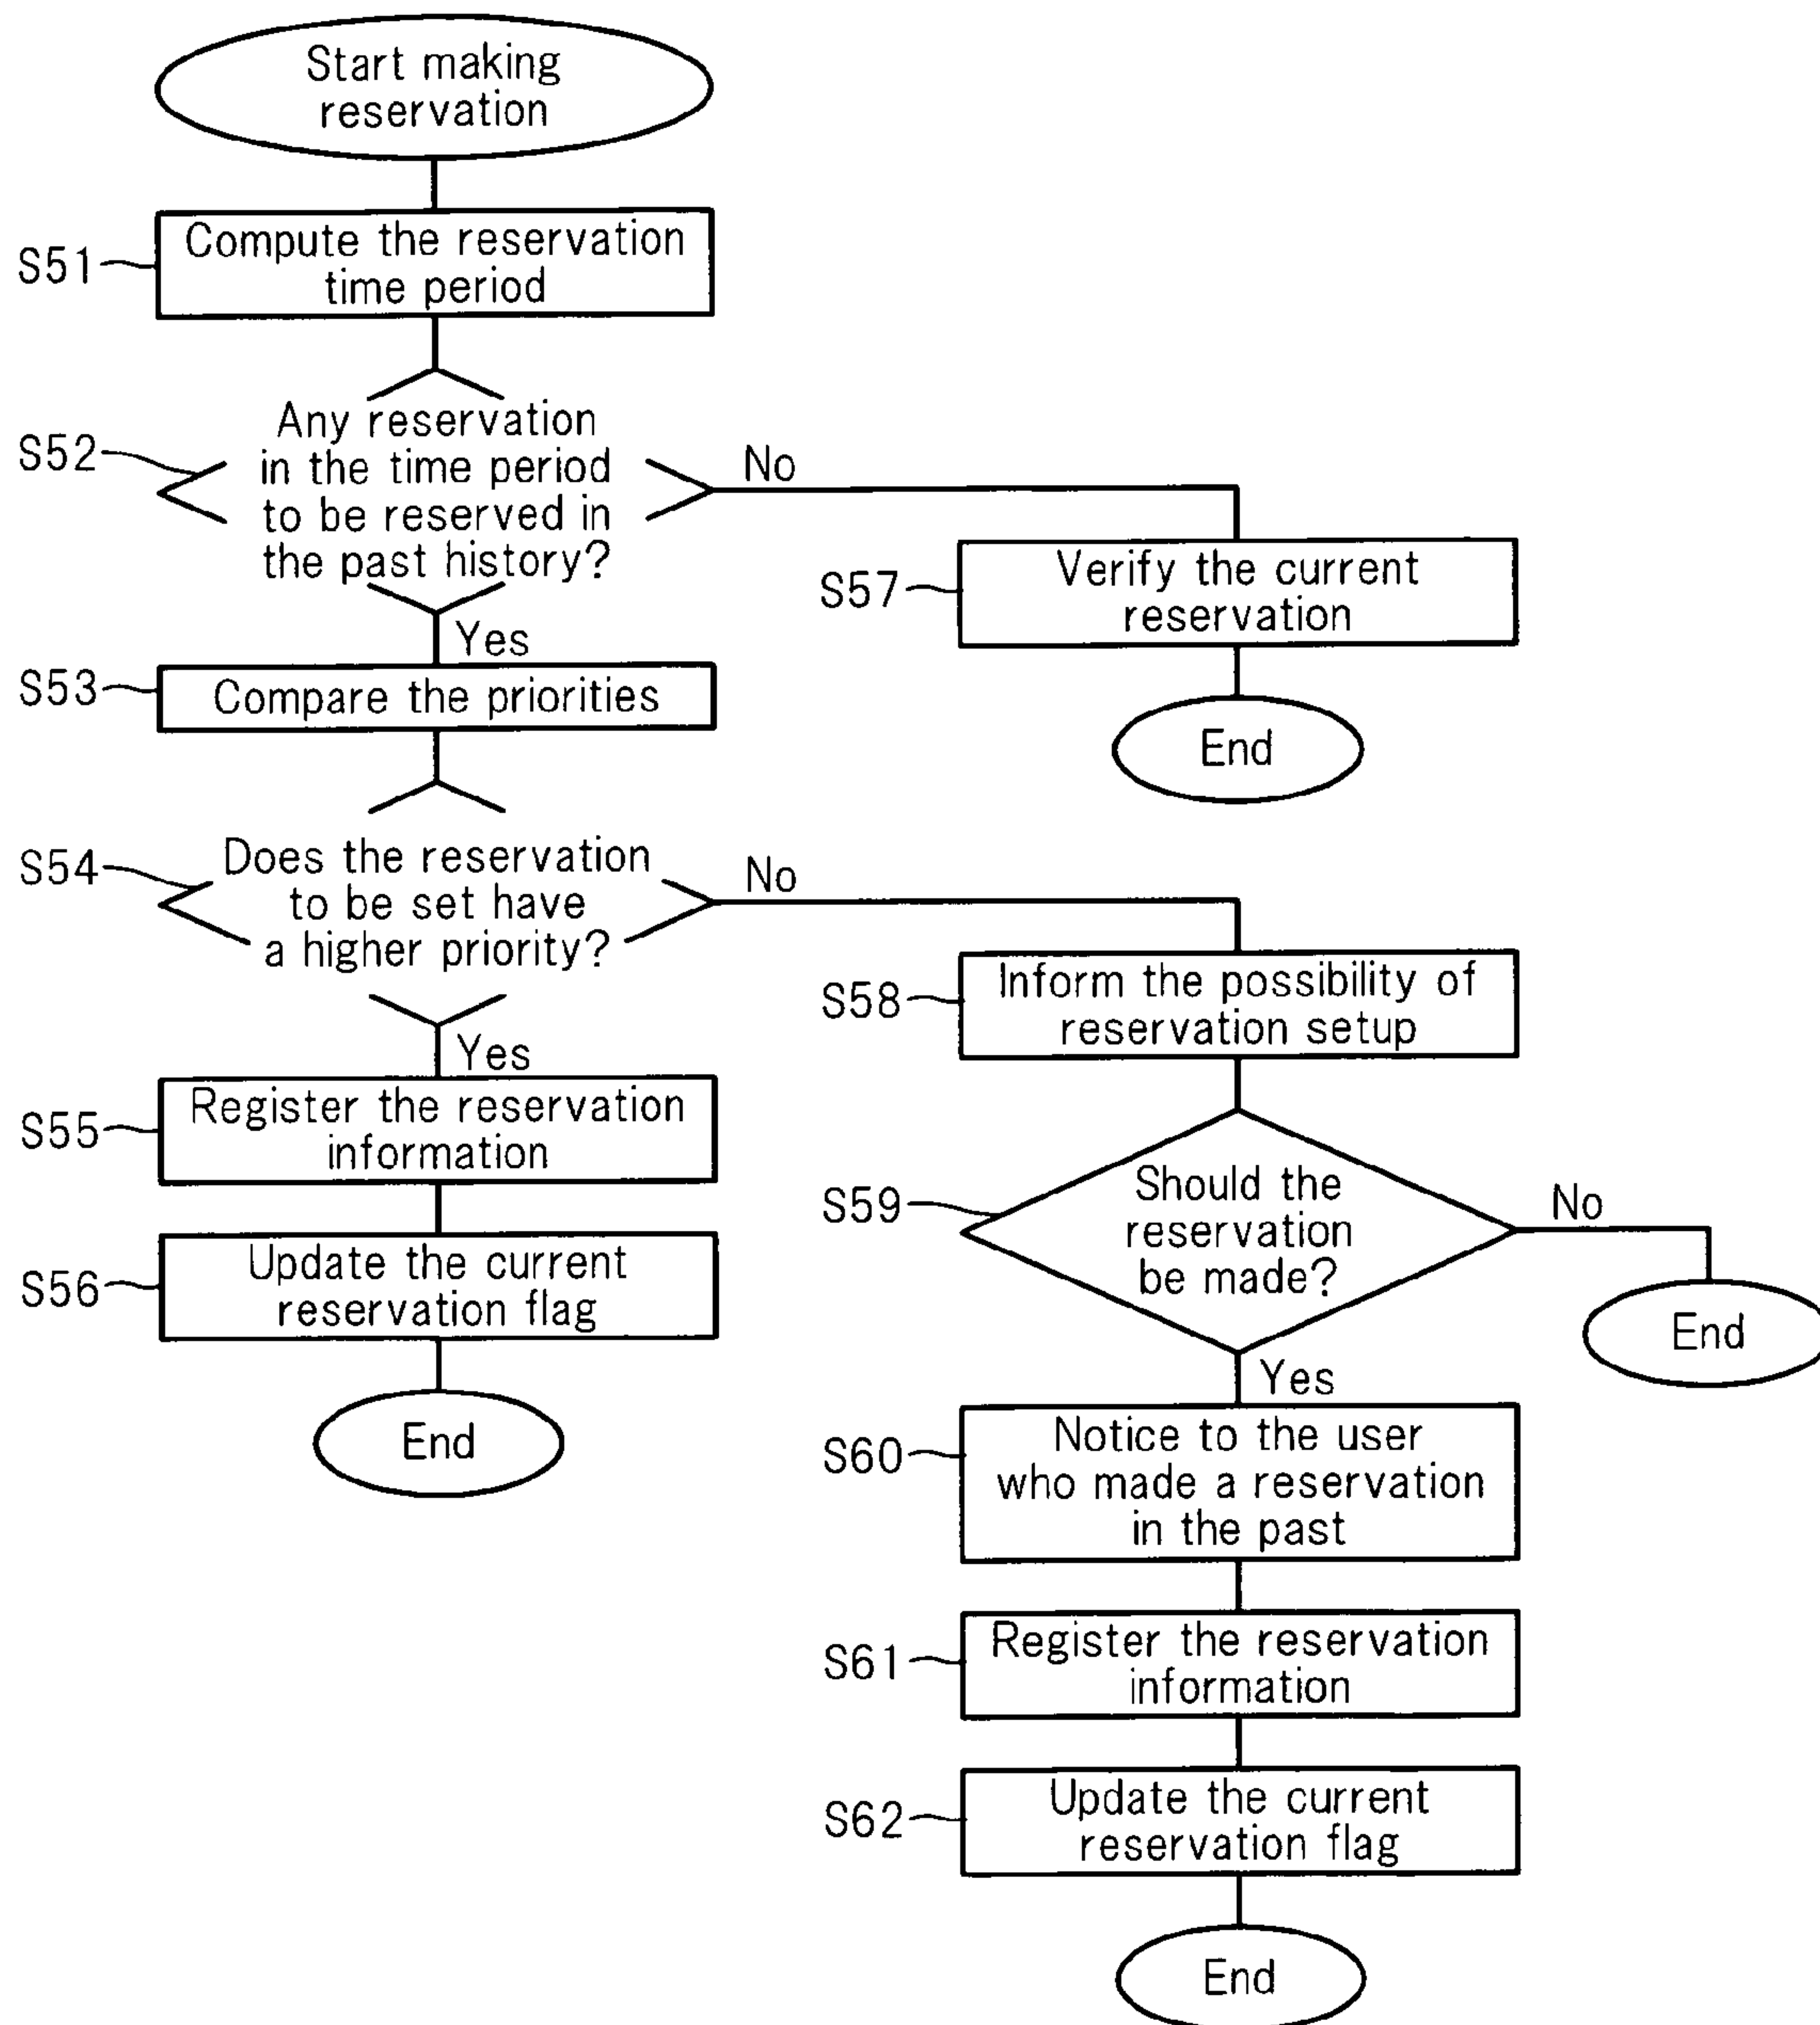 Start making
reservation
S51
Compute the reservation
time period
S52
Any reservation
in the time period
to be reserved in
the past history?
No
Yes
S57
Verify the current
reservation
End
S53
Compare the priorities
S54
Does the reservation
to be set have
a higher priority?
No
Yes
S55
Register the reservation
information
S56
Update the current
reservation flag
End
S58
Inform the possibility of
reservation setup
S59
Should the
reservation
be made?
No
End
Yes
S60
Notice to the user
who made a reservation
in the past
S61
Register the reservation
information
S62
Update the current
reservation flag
End